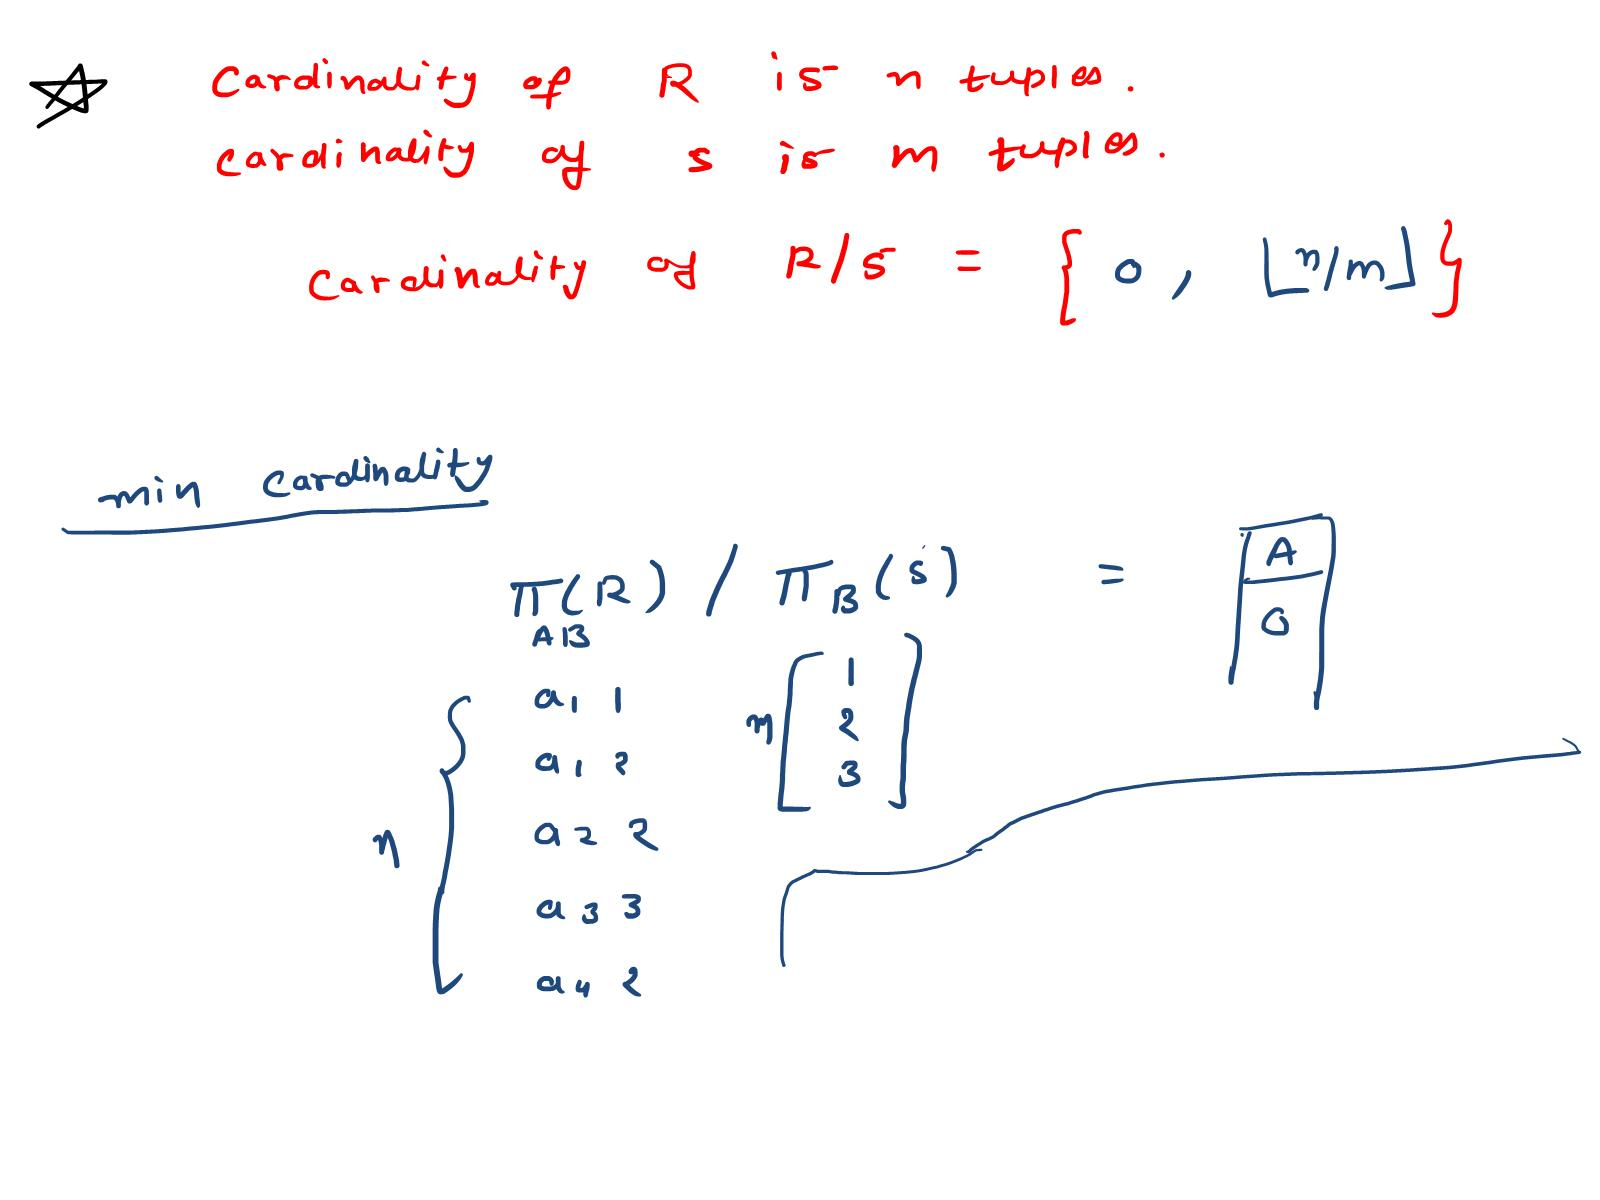 Cardinality of R is n tuples.
cardinality of s is m tuples.
Cardinality of R/s = { 0 , ⌊n/m⌋ }
min Cardinality
π(R) / π B (s) = A
AB
0
a1 1
1
a1 2
m
2
3
a2 2
n
a3 3
a4 2